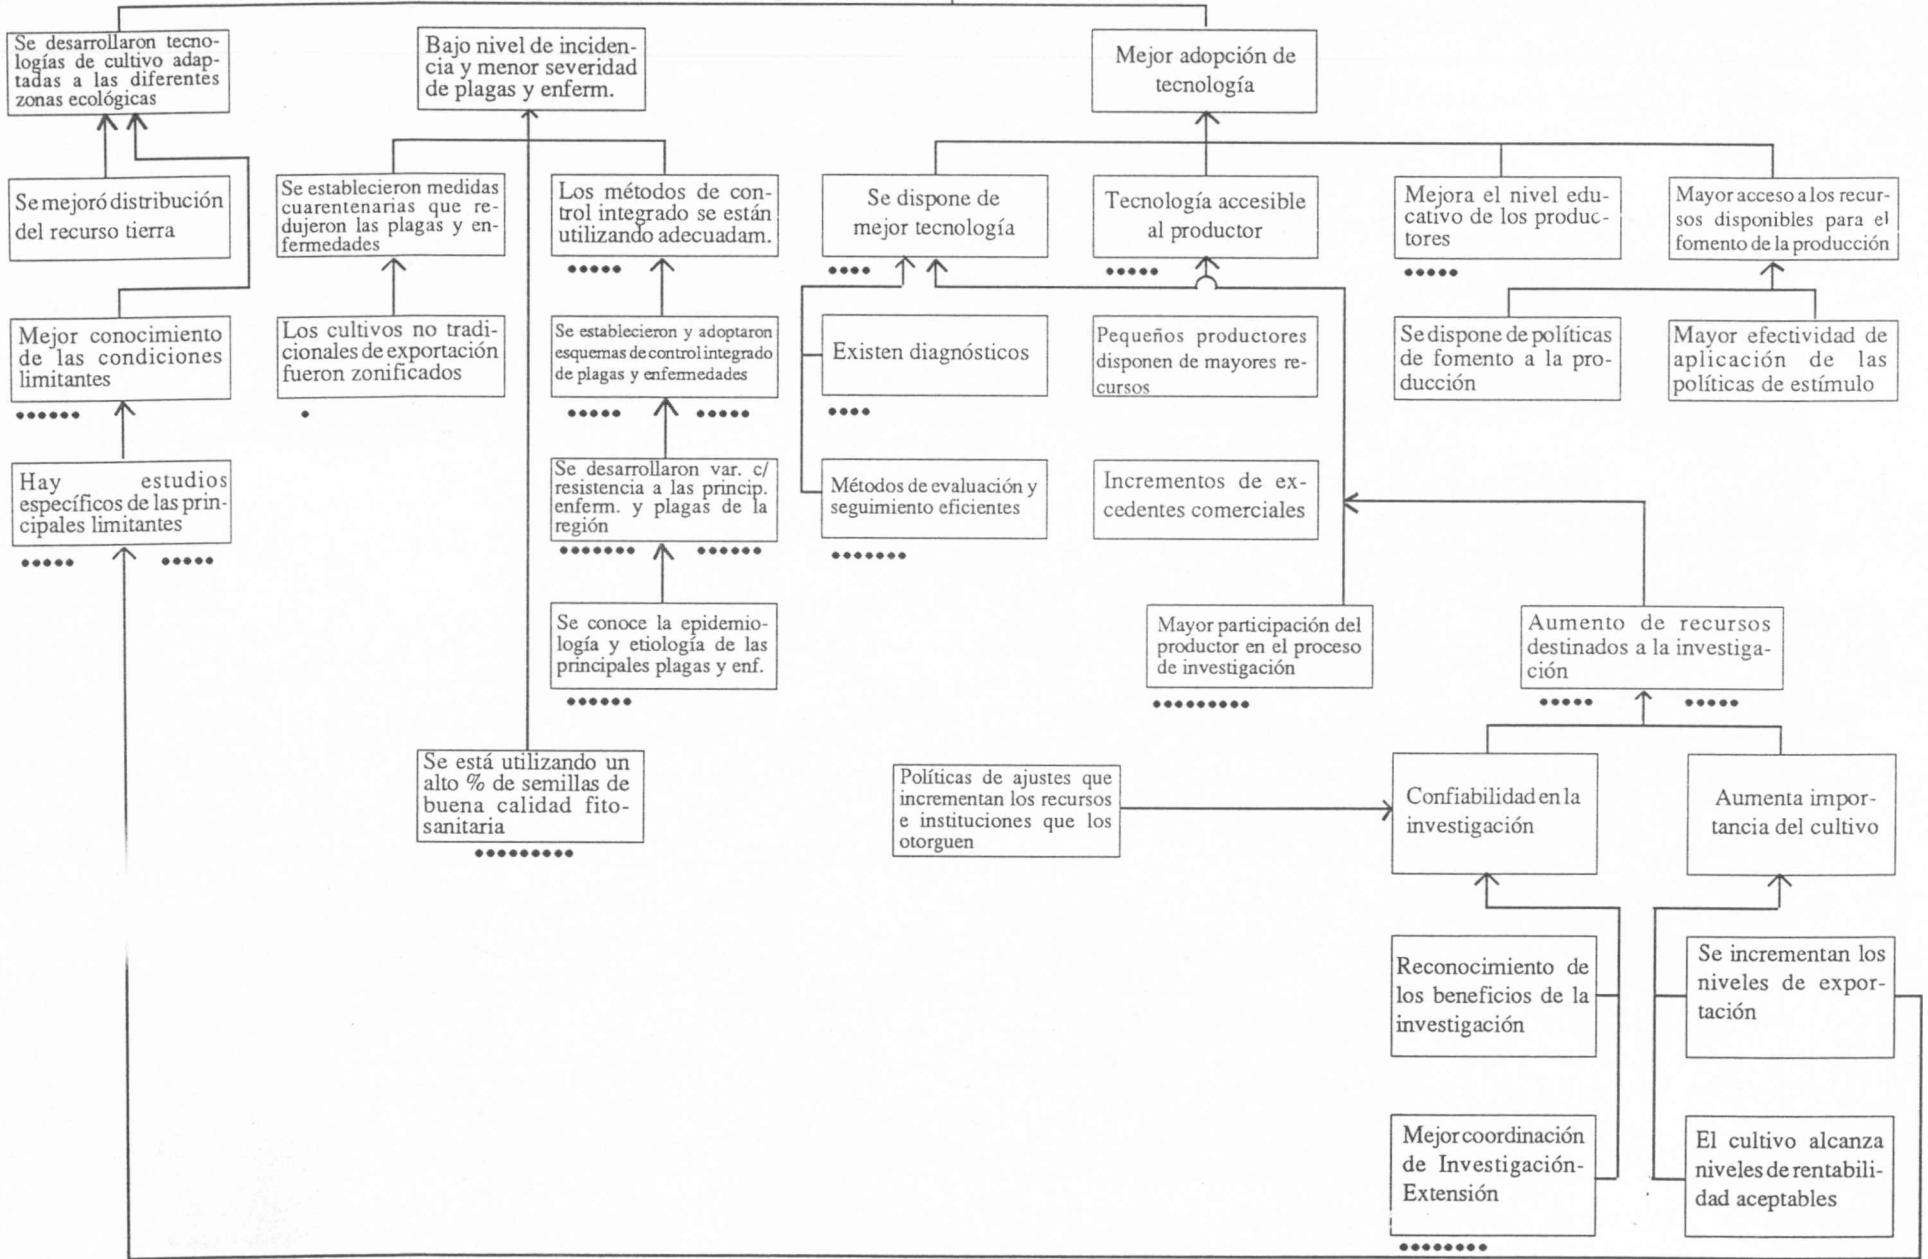 Se desarrollaron tecno-
logías de cultivo adap-
tadas a las diferentes
zonas ecológicas
Bajo nivel de inciden-
cia y menor severidad
de plagas y enferm.
Mejor adopción de
tecnología
Se mejoró distribución
del recurso tierra
Se establecieron medidas
cuarentenarias que re-
dujeron las plagas y en-
fermedades
Los métodos de con-
trol integrado se están
utilizando adecuadam.
Se dispone de
mejor tecnología
Tecnología accesible
al productor
Mejora el nivel edu-
cativo de los produc-
tores
Mayor acceso a los recur-
sos disponibles para el
fomento de la producción
Mejor conocimiento
de las condiciones
limitantes
Los cultivos no tradi-
cionales de exportación
fueron zonificados
Se establecieron y adoptaron
esquemas de control integrado
de plagas y enfermedades
Existen diagnósticos
Pequeños productores
disponen de mayores re-
cursos
Se dispone de políticas
de fomento a la pro-
ducción
Mayor efectividad de
aplicación de las
políticas de estímulo
Hay estudios
específicos de las prin-
cipales limitantes
Se desarrollaron var. c/
resistencia a las princip.
enferm. y plagas de la
región
Métodos de evaluación y
seguimiento eficientes
Incrementos de ex-
cedentes comerciales
Se conoce la epidemio-
logía y etiología de las
principales plagas y enf.
Mayor participación del
productor en el proceso
de investigación
Aumento de recursos
destinados a la investiga-
ción
Se está utilizando un
alto % de semillas de
buena calidad fito-
sanitaria
Políticas de ajustes que
incrementan los recursos
e instituciones que los
otorguen
Confiabilidad en la
investigación
Aumenta impor-
tancia del cultivo
Reconocimiento de
los beneficios de la
investigación
Se incrementan los
niveles de expor-
tación
Mejor coordinación
de Investigación-
Extensión
El cultivo alcanza
niveles de rentabili-
dad aceptables